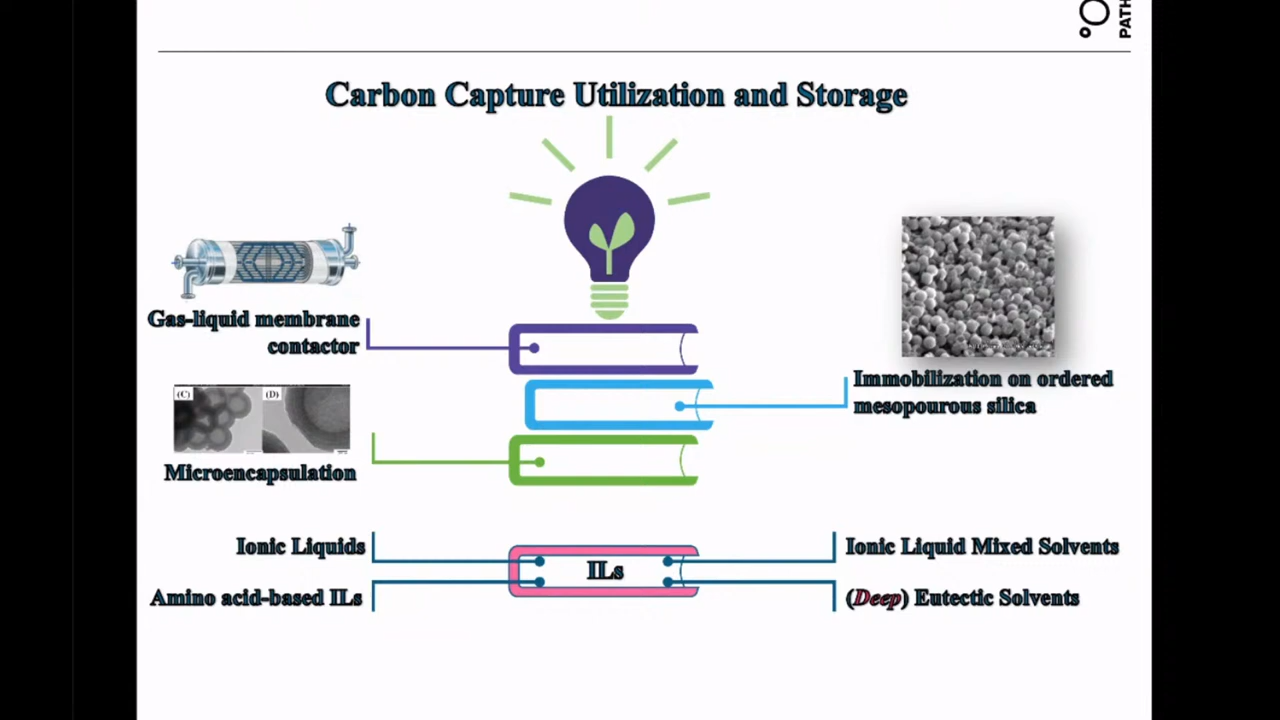 PATH
Carbon Capture Utilization and Storage
Gas-liquid membrane
contactor
Immobilization on ordered
mesopourous silica
(C)
(D)
Microencapsulation
Ionic Liquids
Amino acid-based ILs
ILs
Ionic Liquid Mixed Solvents
(Deep) Eutectic Solvents